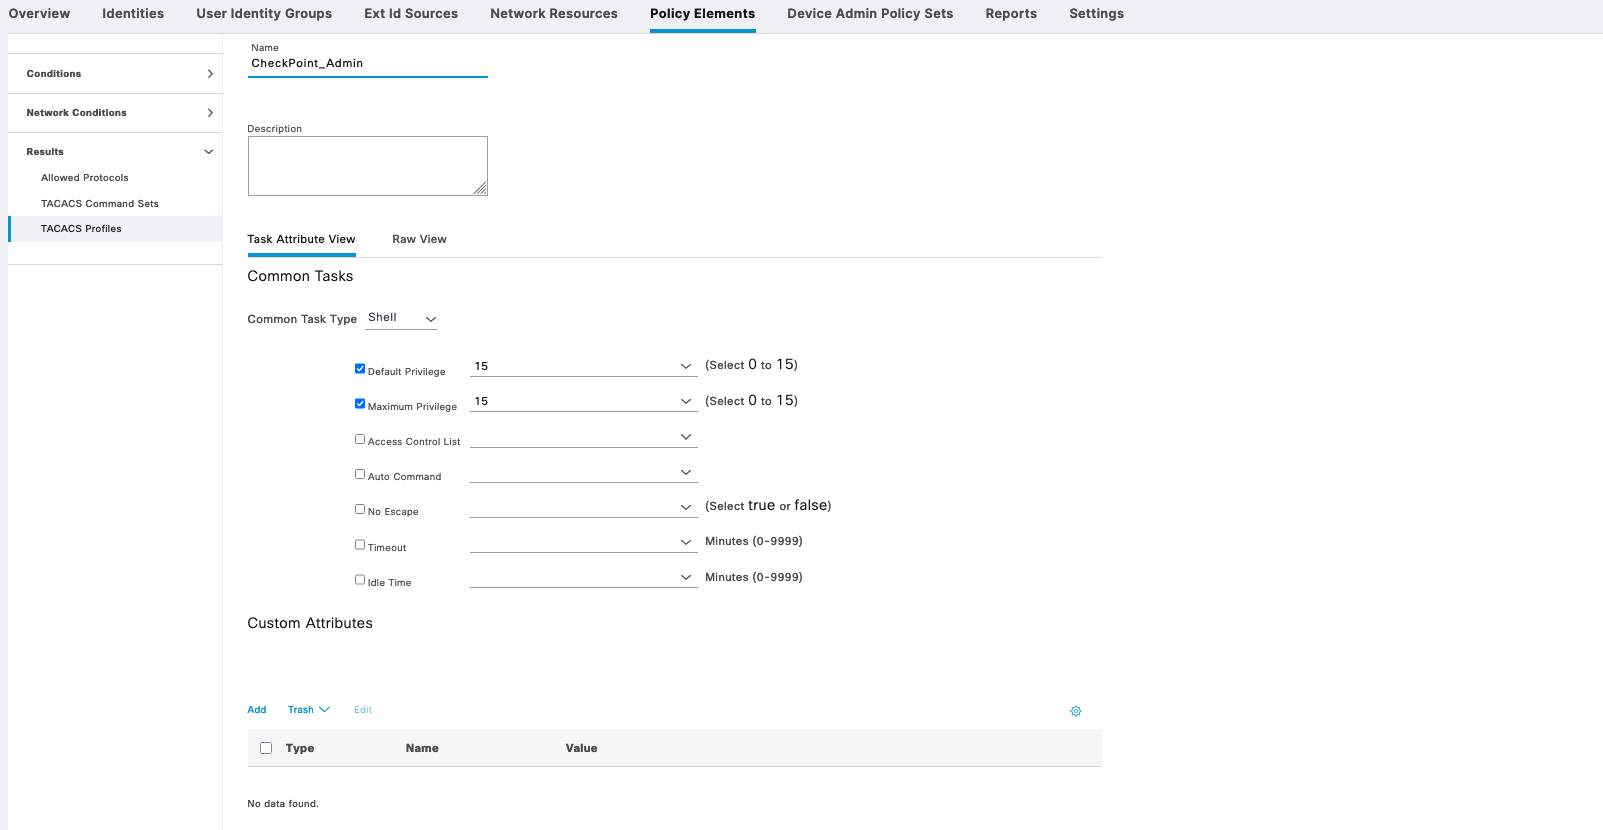 Overview Identities User Identity Groups Ext Id Sources Network Resources Policy Elements Device Admin Policy Sets Reports Settings
Conditions
Network Conditions
Results
Allowed Protocols
TACACS Command Sets
TACACS Profiles
Name
CheckPoint_Admin
Description
Task Attribute View Raw View
Common Tasks
Common Task Type Shell
Default Privilege 15 (Select 0 to 15)
Maximum Privilege 15 (Select 0 to 15)
Access Control List
Auto Command
No Escape (Select true or false)
Timeout Minutes (0-9999)
Idle Time Minutes (0-9999)
Custom Attributes
Add Trash Edit
Type Name Value
No data found.